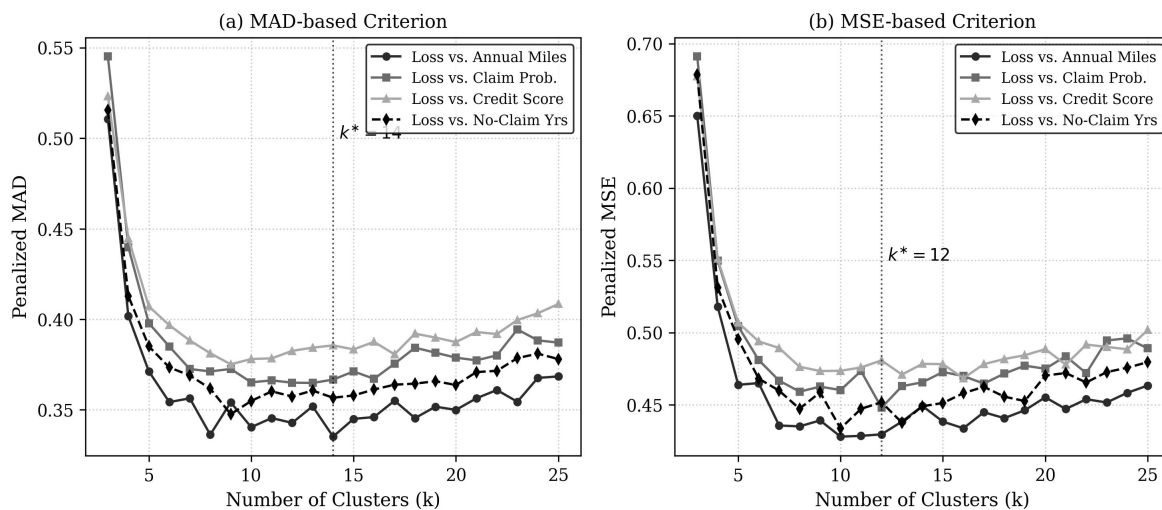 (a) MAD-based Criterion
0.55
0.50
0.45
0.40
0.35
Penalized MAD
Loss vs. Annual Miles
Loss vs. Claim Prob.
Loss vs. Credit Score
Loss vs. No-Claim Yrs
k* = 14
5 10 15 20 25
Number of Clusters (k)
(b) MSE-based Criterion
0.70
0.65
0.60
0.55
0.50
0.45
Penalized MSE
Loss vs. Annual Miles
Loss vs. Claim Prob.
Loss vs. Credit Score
Loss vs. No-Claim Yrs
k* = 12
5 10 15 20 25
Number of Clusters (k)